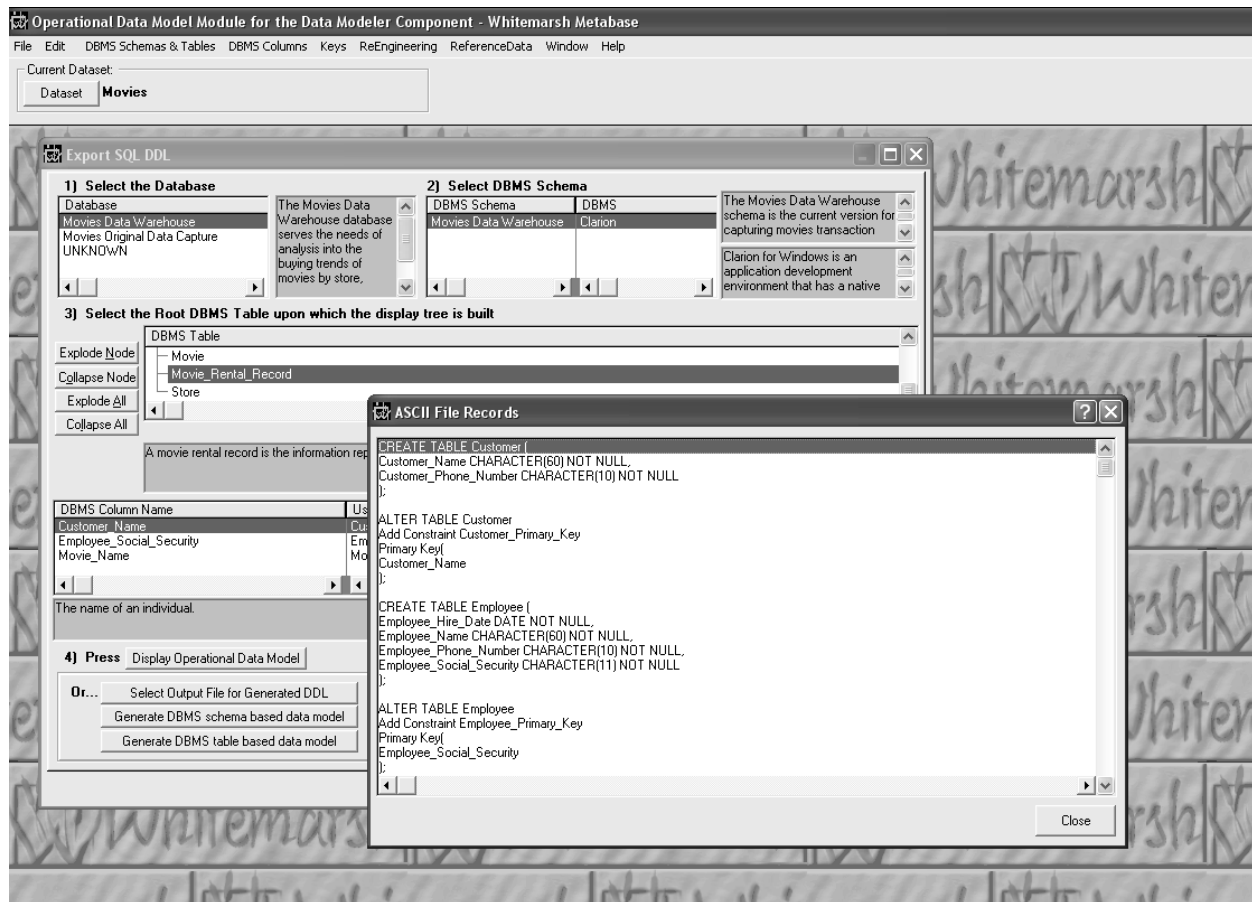 Operational Data Model Module for the Data Modeler Component - Whitemarsh Metabase
File Edit DBMS Schemas & Tables DBMS Columns Keys ReEngineering ReferenceData Window Help
Current Dataset:
Dataset Movies
Export SQL DDL
1) Select the Database
Database
Movies Data Warehouse
Movies Original Data Capture
UNKNOWN
The Movies Data
Warehouse database
serves the needs of
analysis into the
buying trends of
movies by store,
2) Select DBMS Schema
DBMS Schema DBMS
Movies Data Warehouse Clarion
The Movies Data Warehouse
schema is the current version for
capturing movies transaction
Clarion for Windows is an
application development
environment that has a native
3) Select the Root DBMS Table upon which the display tree is built
Explode Node
Collapse Node
Explode All
Collapse All
DBMS Table
Movie
Movie_Rental_Record
Store
A movie rental record is the information rep
DBMS Column Name Us
Customer_Name Cu
Employee_Social_Security Em
Movie_Name Mo
The name of an individual.
4) Press Display Operational Data Model
Or... Select Output File for Generated DDL
Generate DBMS schema based data model
Generate DBMS table based data model
ASCII File Records
CREATE TABLE Customer (
Customer_Name CHARACTER(60) NOT NULL,
Customer_Phone_Number CHARACTER(10) NOT NULL
);
ALTER TABLE Customer
Add Constraint Customer_Primary_Key
Primary Key(
Customer_Name
);
CREATE TABLE Employee (
Employee_Hire_Date DATE NOT NULL,
Employee_Name CHARACTER(60) NOT NULL,
Employee_Phone_Number CHARACTER(10) NOT NULL,
Employee_Social_Security CHARACTER(11) NOT NULL
);
ALTER TABLE Employee
Add Constraint Employee_Primary_Key
Primary Key(
Employee_Social_Security
);
Close
Whitemarsh
Whitemarsh